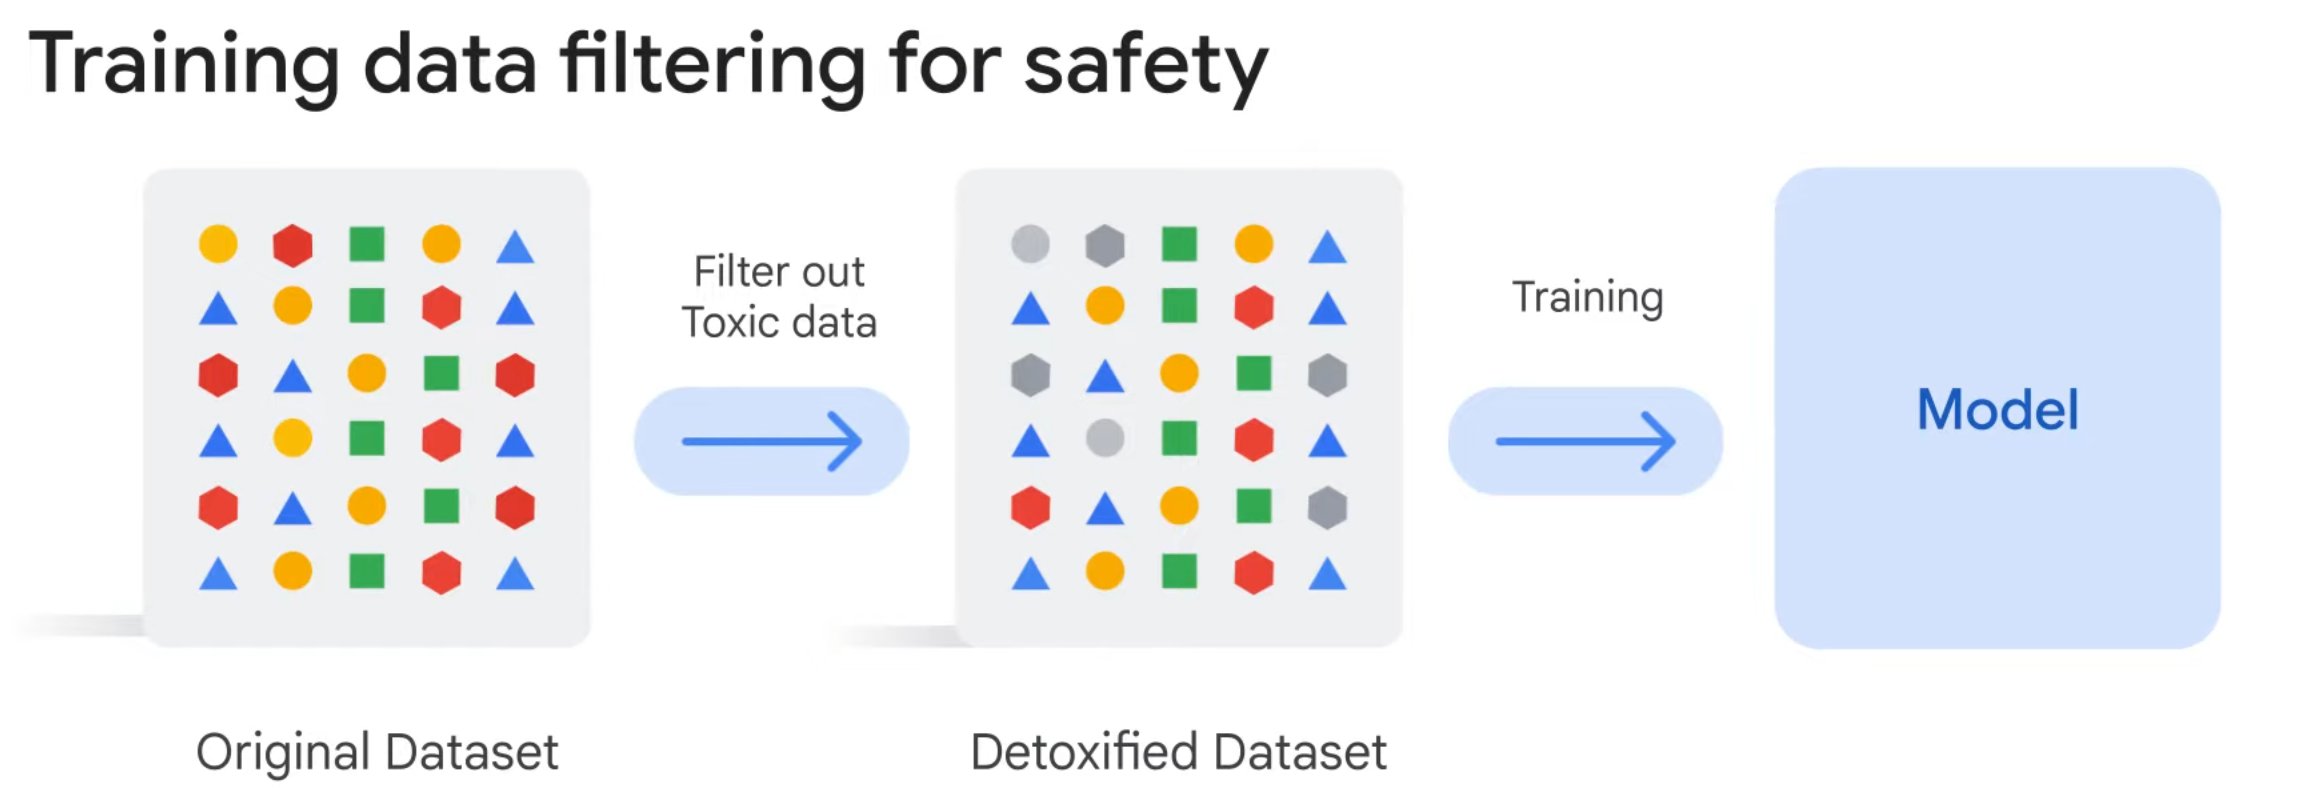 Training data filtering for safety
Filter out
Toxic data
Training
Model
Original Dataset
Detoxified Dataset